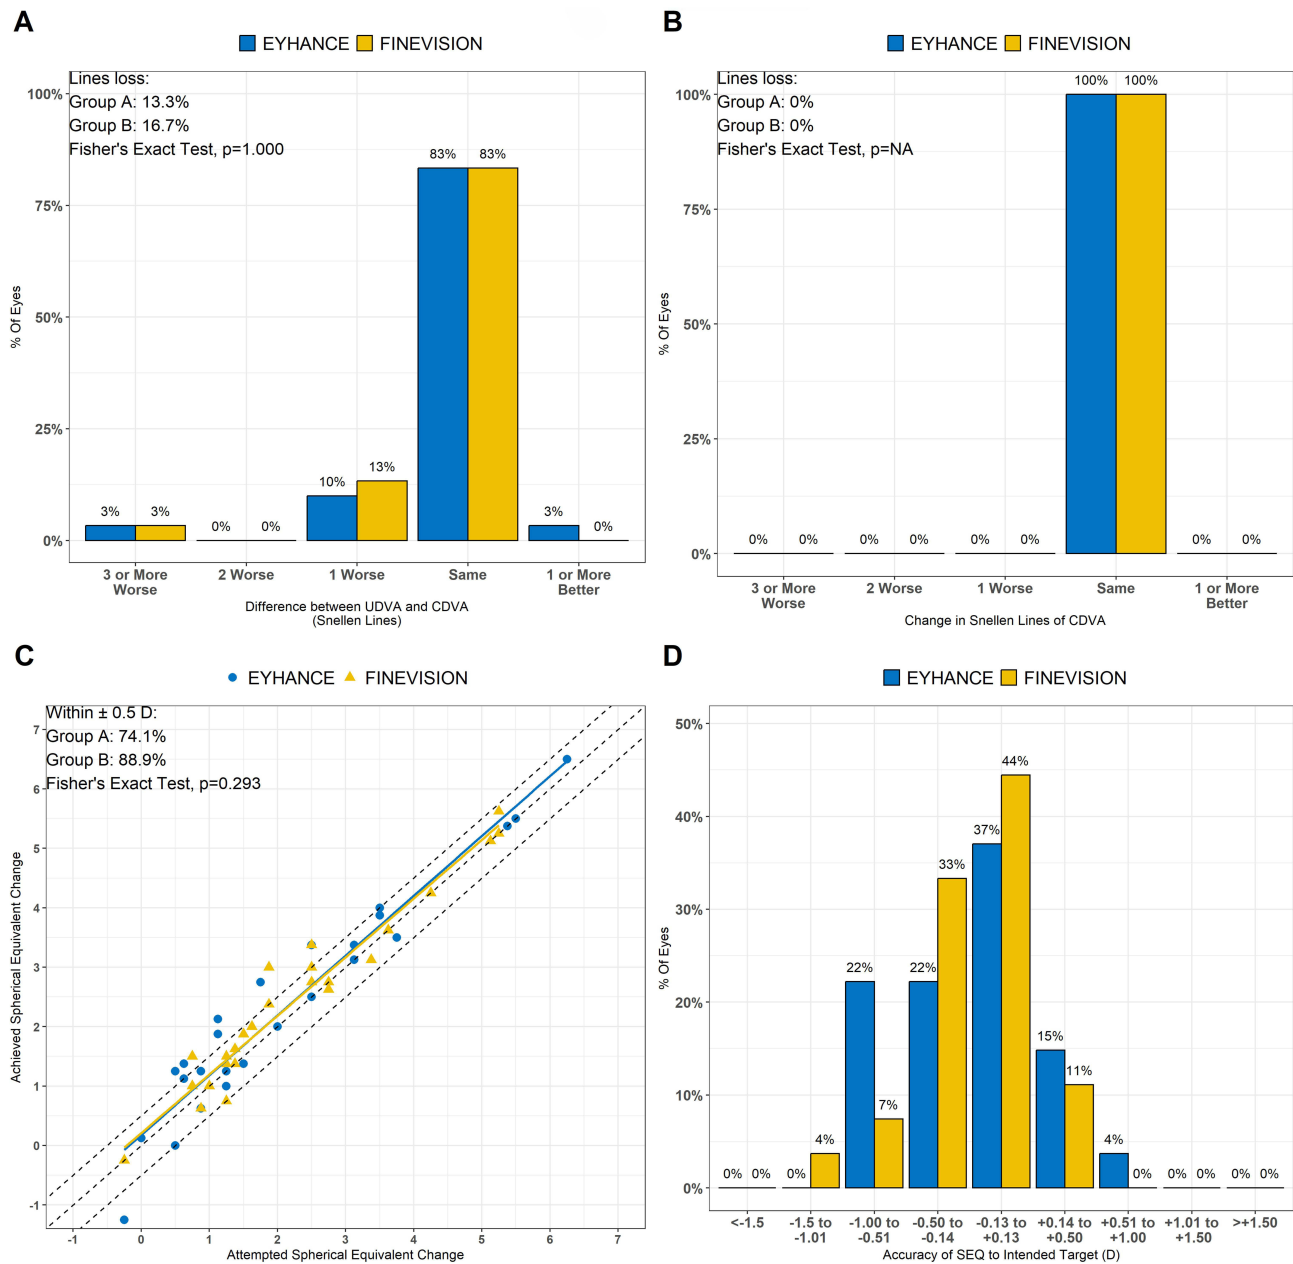 A
EYHANCE FINEVISION
Lines loss:
Group A: 13.3%
Group B: 16.7%
Fisher's Exact Test, p=1.000
100%
75%
50%
25%
0%
% Of Eyes
3% 3% 0% 0% 10% 13% 83% 83% 3% 0%
3 or More Worse 2 Worse 1 Worse Same 1 or More Better
Difference between UDVA and CDVA
(Snellen Lines)
B
EYHANCE FINEVISION
Lines loss:
Group A: 0%
Group B: 0%
Fisher's Exact Test, p=NA
100%
75%
50%
25%
0%
% Of Eyes
0% 0% 0% 0% 0% 0% 100% 100% 0% 0%
3 or More Worse 2 Worse 1 Worse Same 1 or More Better
Change in Snellen Lines of CDVA
C
EYHANCE FINEVISION
Within ± 0.5 D:
Group A: 74.1%
Group B: 88.9%
Fisher's Exact Test, p=0.293
7
6
5
4
3
2
1
0
-1
Achieved Spherical Equivalent Change
-1 0 1 2 3 4 5 6 7
Attempted Spherical Equivalent Change
D
EYHANCE FINEVISION
50%
40%
30%
20%
10%
0%
% Of Eyes
0% 0% 0% 4% 22% 7% 22% 33% 37% 44% 15% 11% 4% 0% 0% 0% 0% 0%
<-1.5 -1.5 to -1.01 -1.00 to -0.51 -0.50 to -0.14 -0.13 to +0.13 +0.14 to +0.50 +0.51 to +1.00 +1.01 to +1.50 >+1.50
Accuracy of SEQ to Intended Target (D)